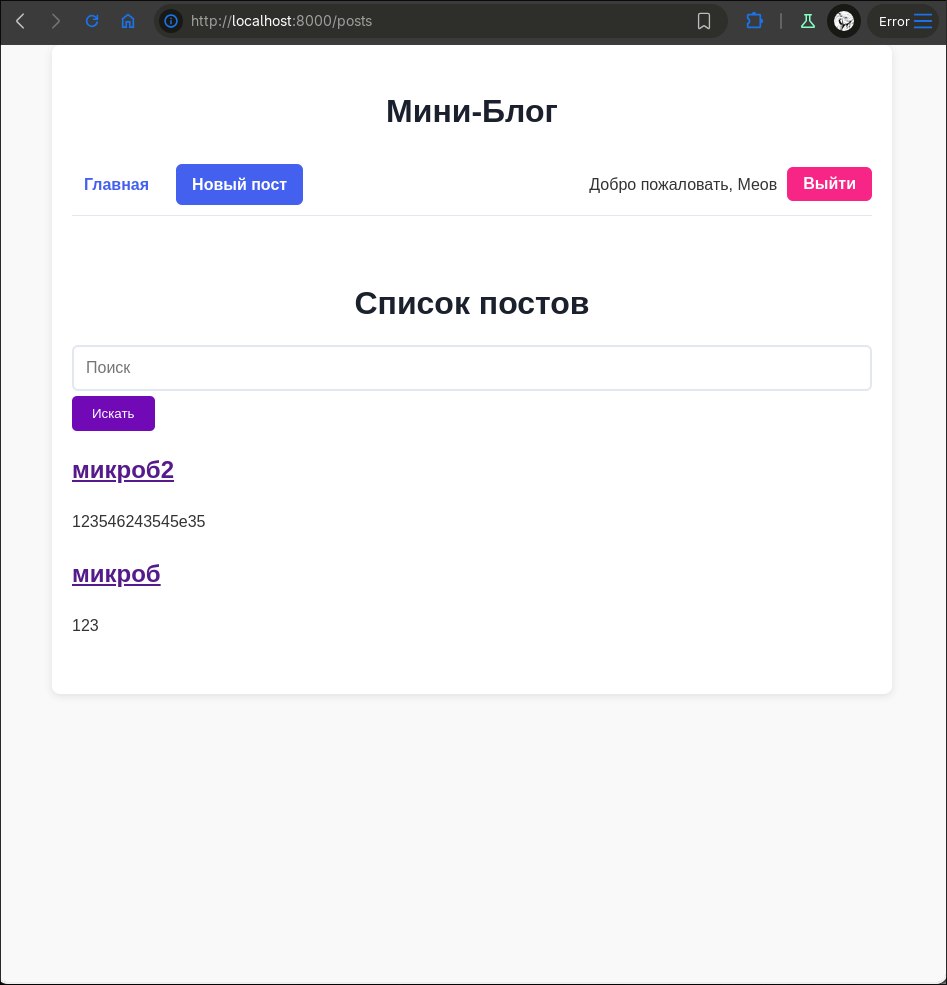 http://localhost:8000/posts Error
Мини-Блог
Главная Новый пост Добро пожаловать, Меов Выйти
Список постов
Поиск
Искать
микроб2
123546243545e35
микроб
123